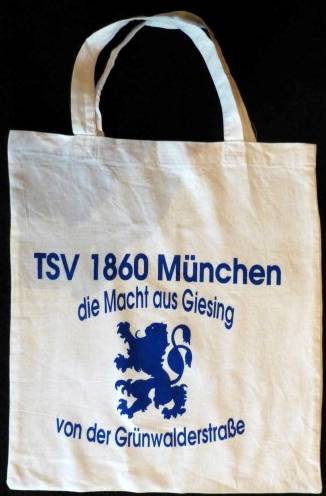 TSV 1860 München
die Macht aus Giesing
von der Grünwalderstraße